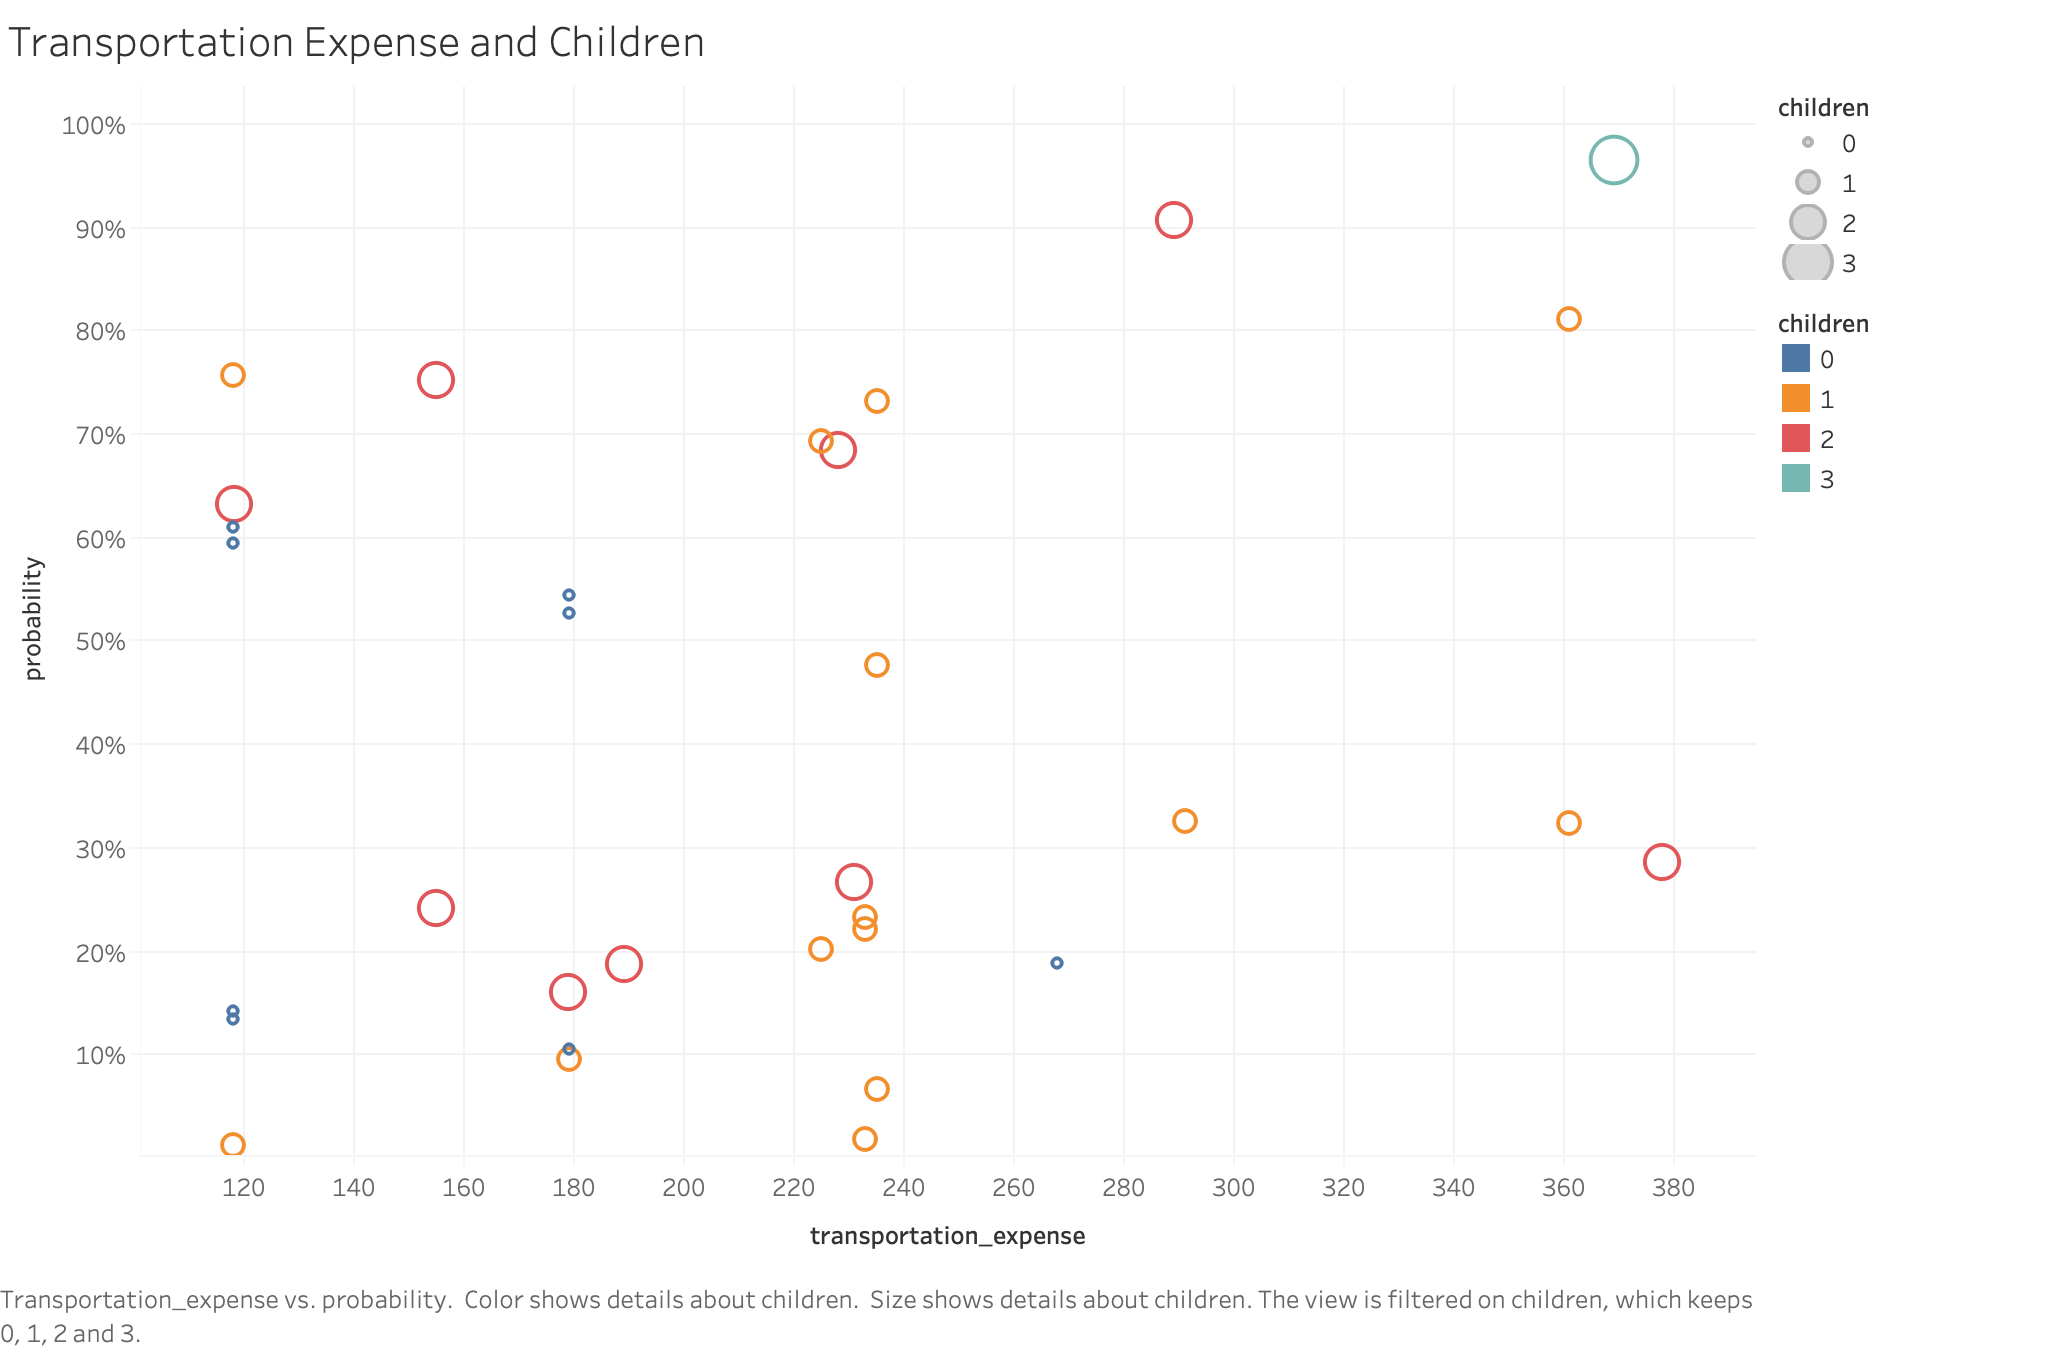 Transportation Expense and Children
children
0
1
2
3
children
0
1
2
3
100%
90%
80%
70%
60%
50%
40%
30%
20%
10%
probability
120 140 160 180 200 220 240 260 280 300 320 340 360 380
transportation_expense
Transportation_expense vs. probability. Color shows details about children. Size shows details about children. The view is filtered on children, which keeps
0, 1, 2 and 3.